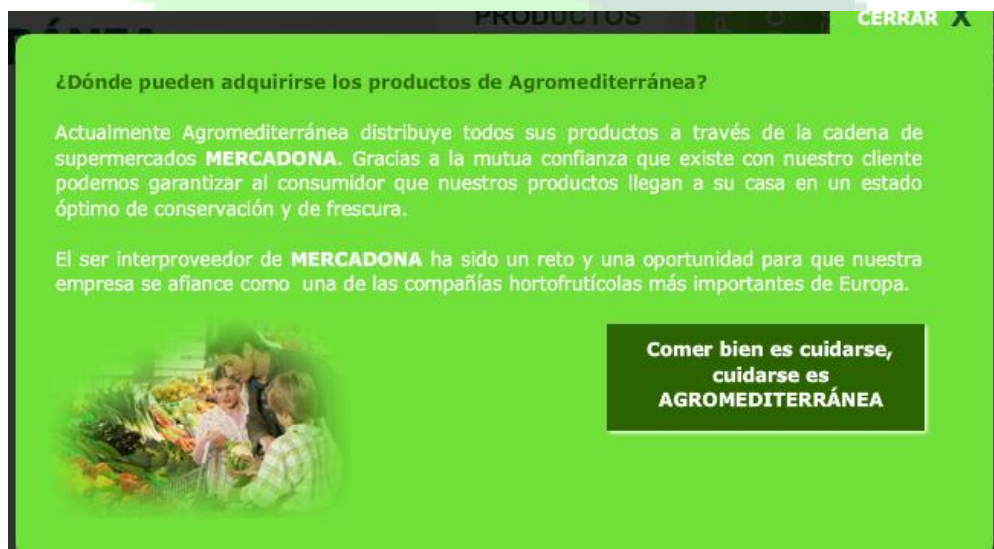 PRODUCTOS
CERRAR X
¿Dónde pueden adquirirse los productos de Agromediterránea?
Actualmente Agromediterránea distribuye todos sus productos a través de la cadena de
supermercados MERCADONA. Gracias a la mutua confianza que existe con nuestro cliente
podemos garantizar al consumidor que nuestros productos llegan a su casa en un estado
óptimo de conservación y de frescura.
El ser interproveedor de MERCADONA ha sido un reto y una oportunidad para que nuestra
empresa se afiance como una de las compañías hortofrutícolas más importantes de Europa.
Comer bien es cuidarse,
cuidarse es
AGROMEDITERRÁNEA